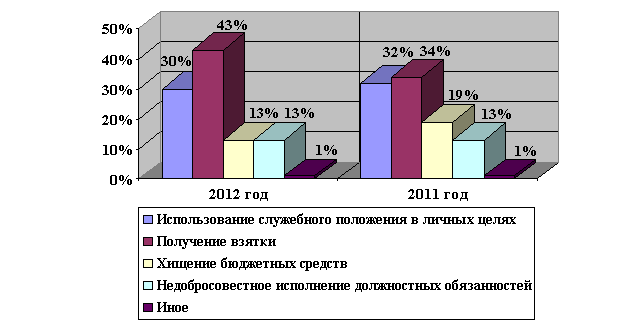 50%
43%
40%
32% 34%
30%
30%
19%
20%
13% 13%
13%
10%
1%
1%
0%
2012 год
2011 год
Использование служебного положения в личных целях
Получение взятки
Хищение бюджетных средств
Недобросовестное исполнение должностных обязанностей
Иное